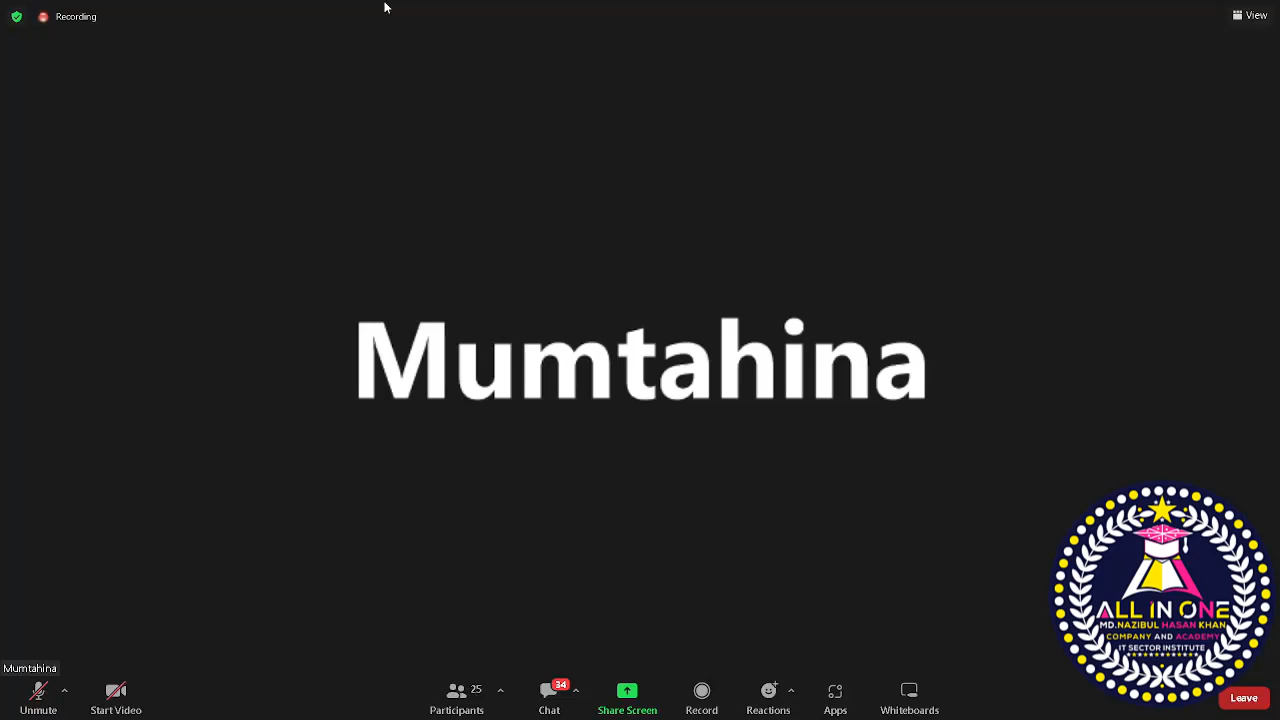 Recording
View
Mumtahina
ALL IN ONE
MD.NAZIBUL HASAN KHAN
COMPANY AND ACADEMY
IT SECTOR INSTITUTE
Mumtahina
Unmute
Start Video
25
Participants
34
Chat
Share Screen
Record
Reactions
Apps
Whiteboards
Leave